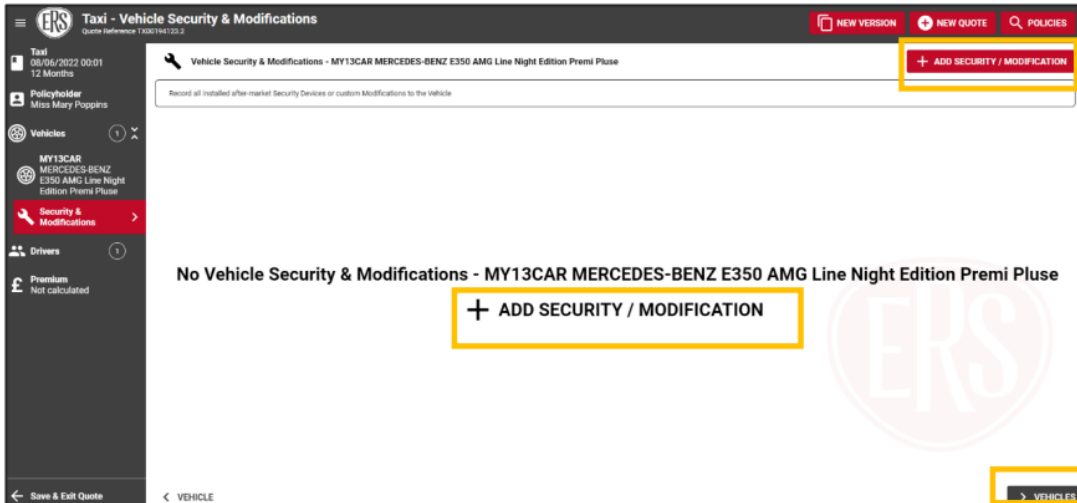 ERS
Taxi - Vehicle Security & Modifications
Quote Reference TX00194123.2
NEW VERSION
NEW QUOTE
POLICIES
Taxi
08/06/2022 00:01
12 Months
Policyholder
Miss Mary Poppins
Vehicles
1
MY13CAR
MERCEDES-BENZ
E350 AMG Line Night
Edition Premi Pluse
Security &
Modifications
Drivers
1
Premium
Not calculated
Save & Exit Quote
Vehicle Security & Modifications - MY13CAR MERCEDES-BENZ E350 AMG Line Night Edition Premi Pluse
+ ADD SECURITY / MODIFICATION
Record all installed after-market Security Devices or custom Modifications to the Vehicle
No Vehicle Security & Modifications - MY13CAR MERCEDES-BENZ E350 AMG Line Night Edition Premi Pluse
+ ADD SECURITY / MODIFICATION
ERS
< VEHICLE
> VEHICLES